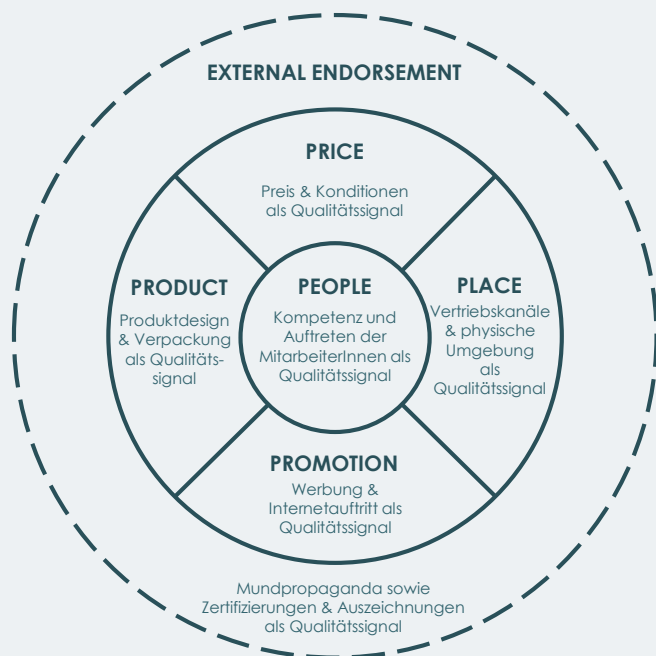 EXTERNAL ENDORSEMENT
PRICE
Preis & Konditionen
als Qualitätssignal
PRODUCT
Produktdesign
& Verpackung
als Qualitäts-
signal
PEOPLE
Kompetenz und
Auftreten der
MitarbeiterInnen als
Qualitätssignal
PLACE
Vertriebskanäle
& physische
Umgebung
als
Qualitätssignal
PROMOTION
Werbung &
Internetauftritt als
Qualitätssignal
Mundpropaganda sowie
Zertifizierungen & Auszeichnungen
als Qualitätssignal